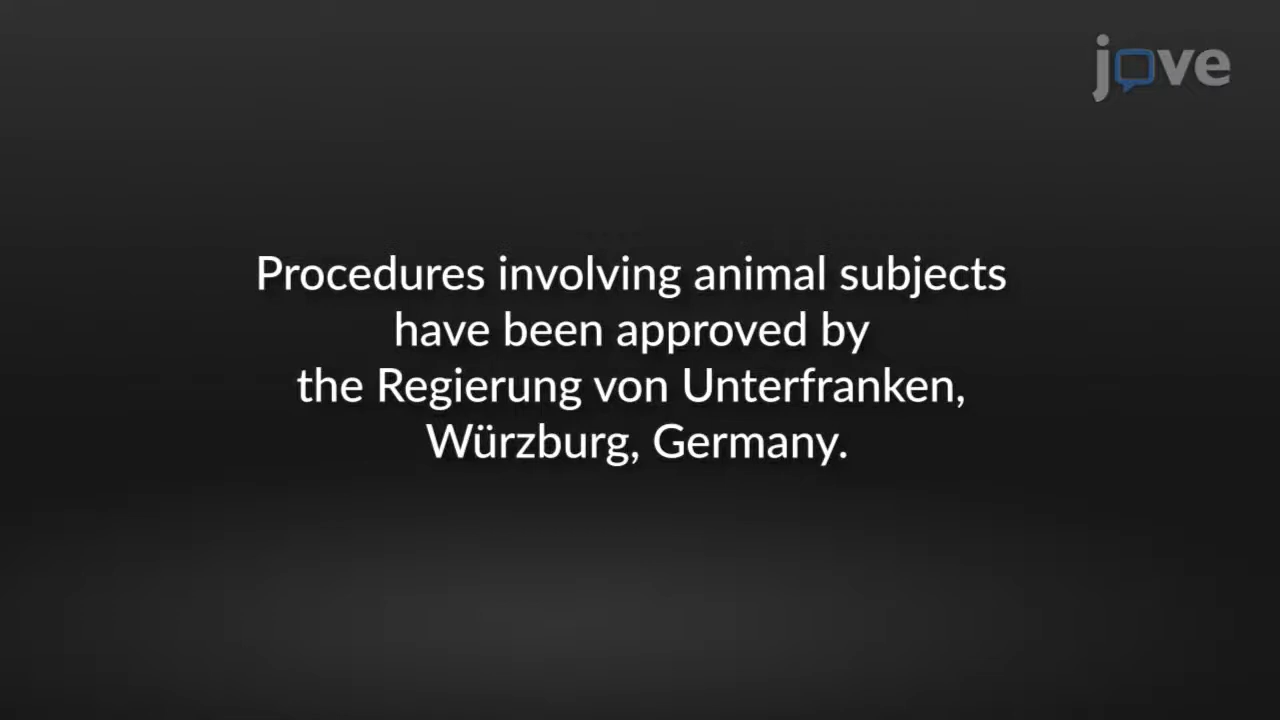 jove
Procedures involving animal subjects
have been approved by
the Regierung von Unterfranken,
Würzburg, Germany.